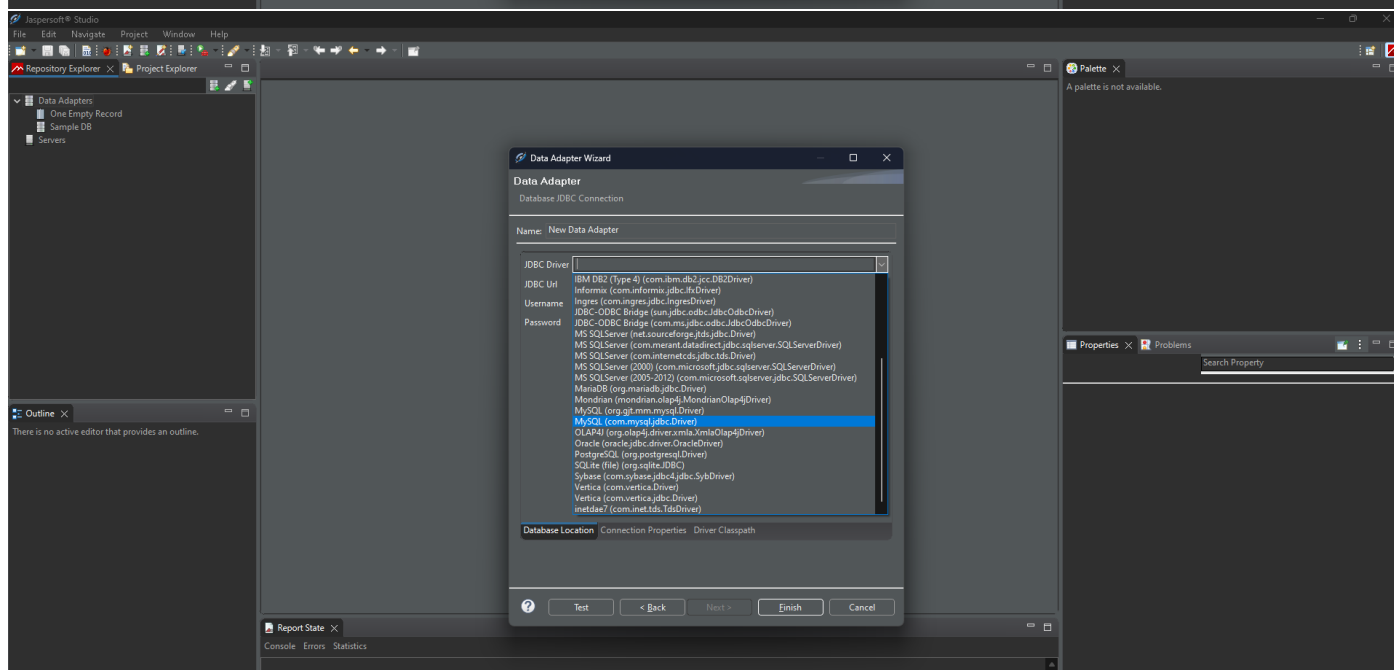 Jaspersoft® Studio
File Edit Navigate Project Window Help
Repository Explorer
Project Explorer
Data Adapters
One Empty Record
Sample DB
Servers
Outline
There is no active editor that provides an outline.
Data Adapter Wizard
Data Adapter
Database JDBC Connection
Name: New Data Adapter
JDBC Driver
JDBC Url
Username
Password
IBM DB2 (Type 4) (com.ibm.db2.jcc.DB2Driver)
Informix (com.informix.jdbc.IfxDriver)
Ingres (com.ingres.jdbc.IngresDriver)
JDBC-ODBC Bridge (sun.jdbc.odbc.JdbcOdbcDriver)
JDBC-ODBC Bridge (com.ms.jdbc.odbc.JdbcOdbcDriver)
MS SQLServer (net.sourceforge.jtds.jdbc.Driver)
MS SQLServer (com.merant.datadirect.jdbc.sqlserver.SQLServerDriver)
MS SQLServer (com.internetcds.jdbc.tds.Driver)
MS SQLServer (2000) (com.microsoft.jdbc.sqlserver.SQLServerDriver)
MS SQLServer (2005-2012) (com.microsoft.sqlserver.jdbc.SQLServerDriver)
MariaDB (org.mariadb.jdbc.Driver)
Mondrian (mondrian.olap4j.MondrianOlap4jDriver)
MySQL (org.gjt.mm.mysql.Driver)
MySQL (com.mysql.jdbc.Driver)
OLAP4J (org.olap4j.driver.xmla.XmlaOlap4jDriver)
Oracle (oracle.jdbc.driver.OracleDriver)
PostgreSQL (org.postgresql.Driver)
SQLite (file) (org.sqlite.JDBC)
Sybase (com.sybase.jdbc4.jdbc.SybDriver)
Vertica (com.vertica.Driver)
Vertica (com.vertica.jdbc.Driver)
inetdae7 (com.inet.tds.TdsDriver)
Database Location Connection Properties Driver Classpath
Test < Back Next > Finish Cancel
Report State
Console Errors Statistics
Palette
A palette is not available.
Properties
Problems
Search Property